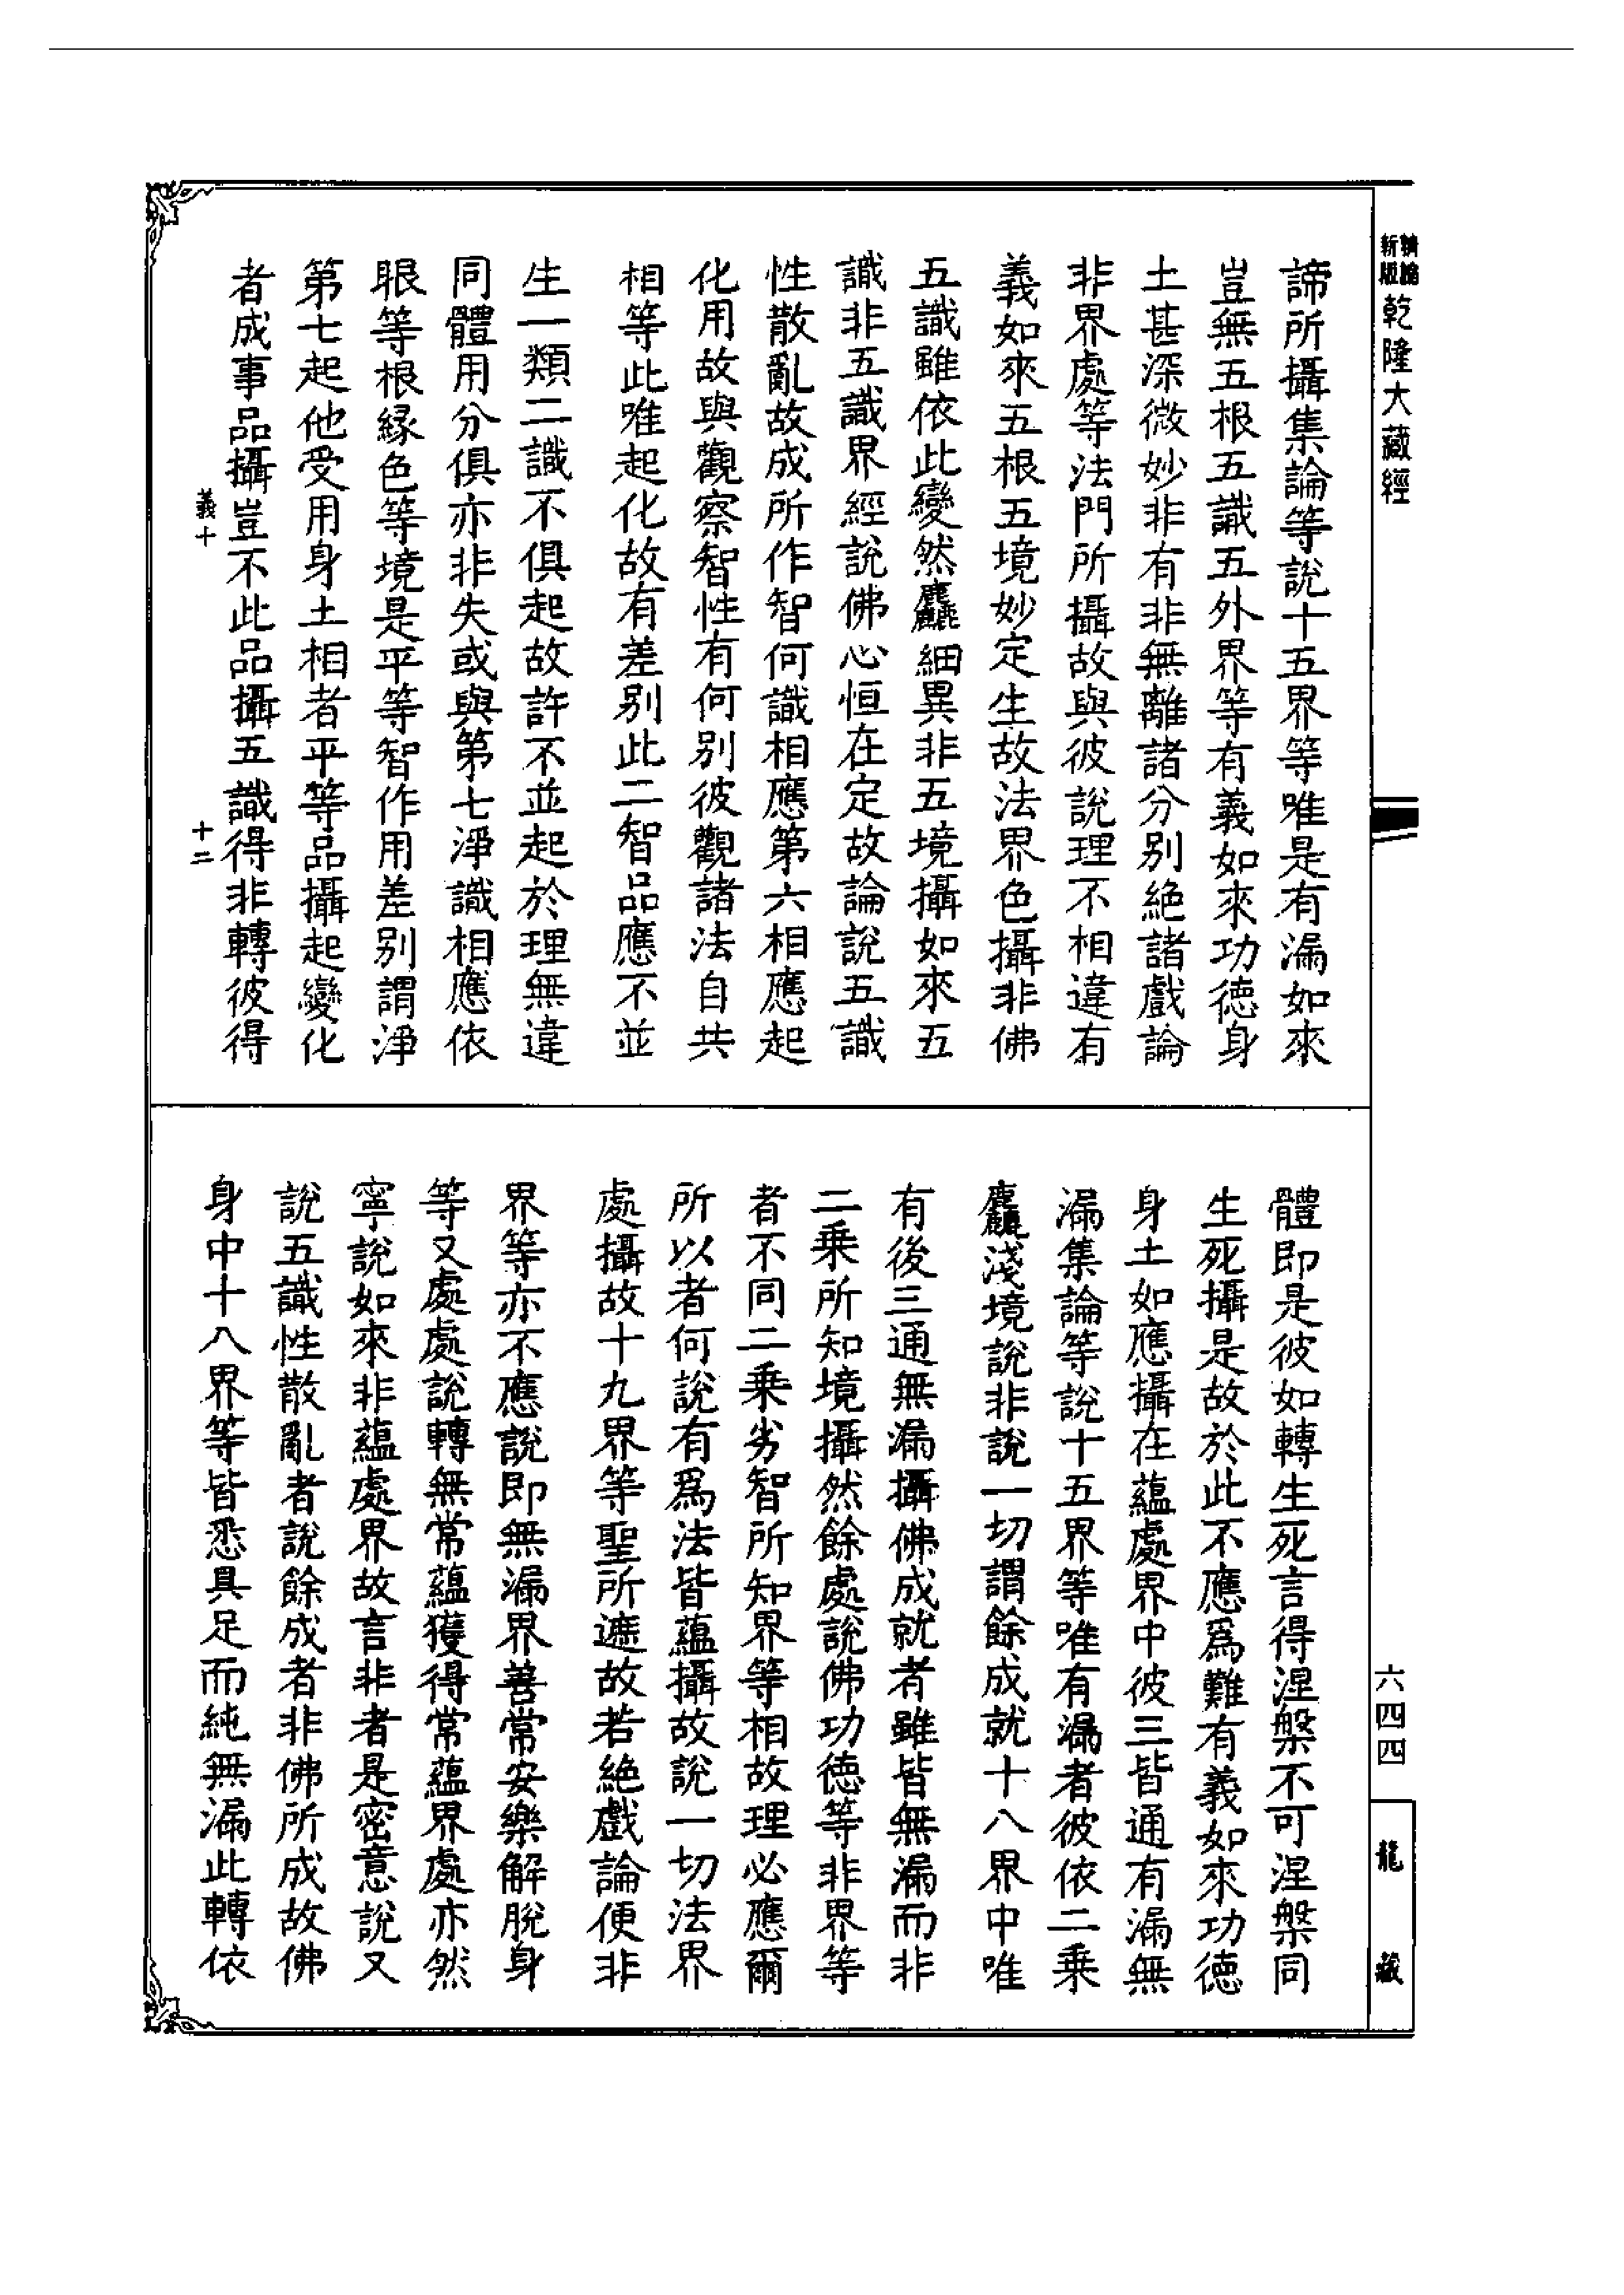 新版
乾隆大藏經
諦所攝集論等說十五界等唯是有漏如來
豈無五根五識五外界等有義如來功德身
土甚深微妙非有非無離諸分別絶諸戲論
非界處等法門所攝故與彼說理不相違有
義如來五根五境妙定生故法界色攝非佛
五識雖依此變然麤細異非五境攝如來五
識非五識界經說佛心恒在定故論說五識
性散亂故成所作智何識相應第六相應起
化用故與觀察智性有何別彼觀諸法自共
相等此唯起化故有差別此二智品應不並
生一類二識不俱起故許不並起於理無違
同體用分俱亦非失或與第七淨識相應依
眼等根緣色等境是平等智作用差別謂淨
第七起他受用身土相者平等品攝起變化
者成事品攝豈不此品攝五識得非轉彼得
義十 十二
體即是彼如轉生死言得涅槃不可涅槃同
生死攝是故於此不應爲難有義如來功德
身土如應攝在蘊處界中彼三皆通有漏無
漏集論等說十五界等唯有漏者彼依二乘
麤淺境說非說一切謂餘成就十八界中唯
有後三通無漏攝佛成就者雖皆無漏而非
二乘所知境攝然餘處說佛功德等非界等
者不同二乘劣智所知界等相故理必應爾
所以者何說有爲法皆蘊攝故說一切法界
處攝故十九界等聖所遮故若絶戲論便非
界等亦不應說即無漏界善常安樂解脫身
等又處處說轉無常蘊獲得常蘊界處亦然
寧說如來非蘊處界故言非者是密意說又
說五識性散亂者說餘成者非佛所成故佛
身中十八界等皆悉具足而純無漏此轉依
六四四
龍藏